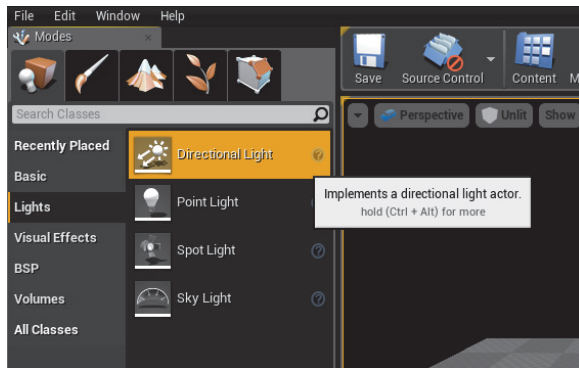 File Edit Window Help
Modes
Save Source Control Content M
Search Classes
Perspective Unlit Show
Recently Placed
Basic
Lights
Visual Effects
BSP
Volumes
All Classes
Directional Light
Point Light
Spot Light
Sky Light
Implements a directional light actor.
hold (Ctrl + Alt) for more